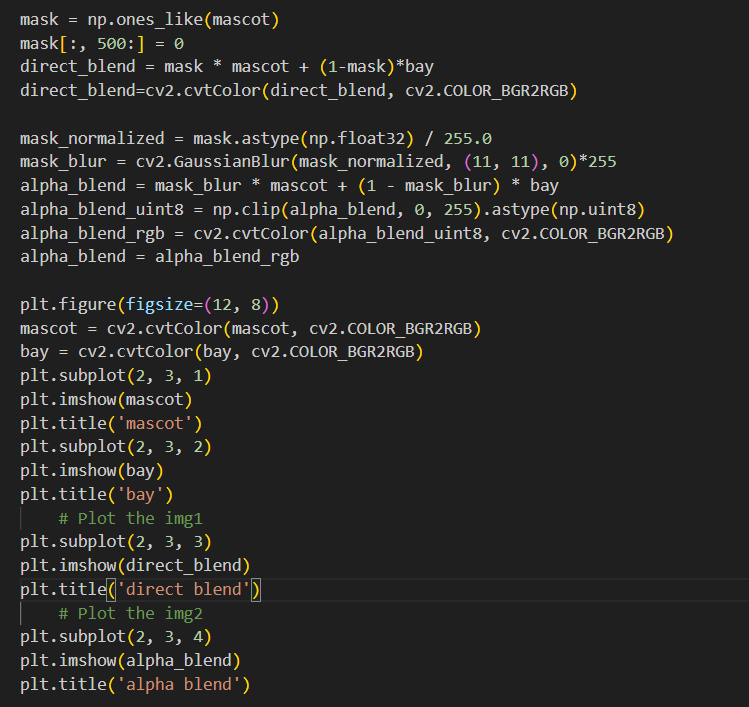 mask = np.ones_like(mascot)
mask[:, 500:] = 0
direct_blend = mask * mascot + (1-mask)*bay
direct_blend=cv2.cvtColor(direct_blend, cv2.COLOR_BGR2RGB)

mask_normalized = mask.astype(np.float32) / 255.0
mask_blur = cv2.GaussianBlur(mask_normalized, (11, 11), 0)*255
alpha_blend = mask_blur * mascot + (1 - mask_blur) * bay
alpha_blend_uint8 = np.clip(alpha_blend, 0, 255).astype(np.uint8)
alpha_blend_rgb = cv2.cvtColor(alpha_blend_uint8, cv2.COLOR_BGR2RGB)
alpha_blend = alpha_blend_rgb

plt.figure(figsize=(12, 8))
mascot = cv2.cvtColor(mascot, cv2.COLOR_BGR2RGB)
bay = cv2.cvtColor(bay, cv2.COLOR_BGR2RGB)
plt.subplot(2, 3, 1)
plt.imshow(mascot)
plt.title('mascot')
plt.subplot(2, 3, 2)
plt.imshow(bay)
plt.title('bay')
    # Plot the img1
plt.subplot(2, 3, 3)
plt.imshow(direct_blend)
plt.title('direct blend')
    # Plot the img2
plt.subplot(2, 3, 4)
plt.imshow(alpha_blend)
plt.title('alpha blend')